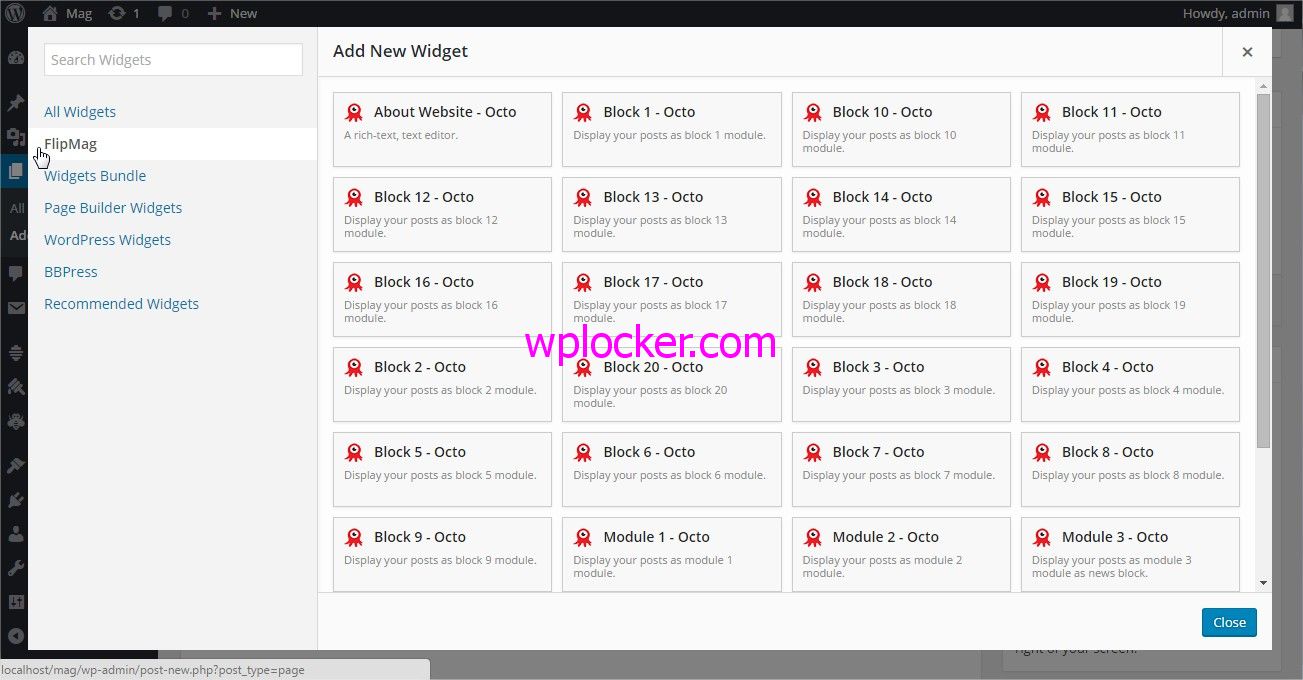 Mag 1 0 New Howdy, admin
Search Widgets
Add New Widget
All Widgets
FlipMag
Widgets Bundle
Page Builder Widgets
WordPress Widgets
BBPress
Recommended Widgets
All
Ad
About Website - Octo
A rich-text, text editor.
Block 1 - Octo
Display your posts as block 1 module.
Block 10 - Octo
Display your posts as block 10
module.
Block 11 - Octo
Display your posts as block 11
module.
Block 12 - Octo
Display your posts as block 12
module.
Block 13 - Octo
Display your posts as block 13
module.
Block 14 - Octo
Display your posts as block 14
module.
Block 15 - Octo
Display your posts as block 15
module.
Block 16 - Octo
Display your posts as block 16
module.
Block 17 - Octo
Display your posts as block 17
module.
Block 18 - Octo
Display your posts as block 18
module.
Block 19 - Octo
Display your posts as block 19
module.
wplocker.com
Block 2 - Octo
Display your posts as block 2 module.
Block 20 - Octo
Display your posts as block 20
module.
Block 3 - Octo
Display your posts as block 3 module.
Block 4 - Octo
Display your posts as block 4 module.
Block 5 - Octo
Display your posts as block 5 module.
Block 6 - Octo
Display your posts as block 6 module.
Block 7 - Octo
Display your posts as block 7 module.
Block 8 - Octo
Display your posts as block 8 module.
Block 9 - Octo
Display your posts as block 9 module.
Module 1 - Octo
Display your posts as module 1
module.
Module 2 - Octo
Display your posts as module 2
module.
Module 3 - Octo
Display your posts as module 3
module as news block.
Close
right of your screen.
localhost/mag/wp-admin/post-new.php?post_type=page